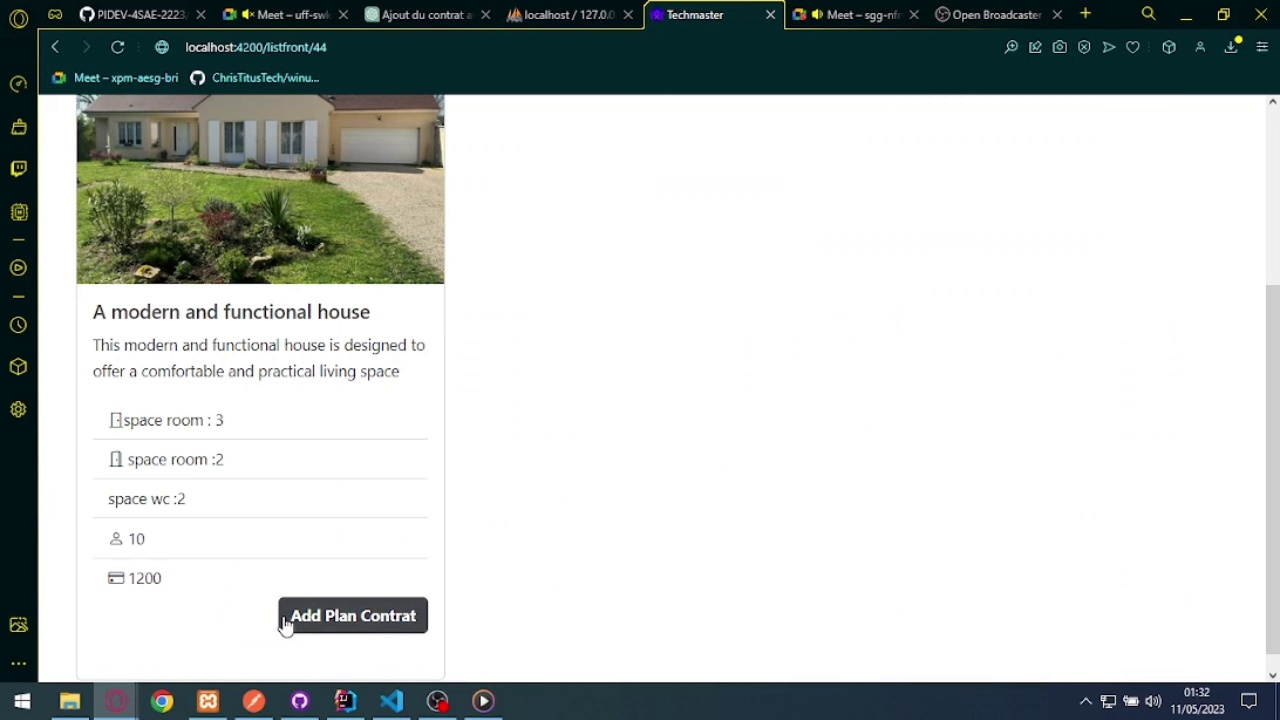 PIDEV-4SAE-2223
Meet – uff-swk
Ajout du contrat a
localhost / 127.0.0
Techmaster
Meet – sgg-nfr
Open Broadcaster
localhost:4200/listfront/44
Meet – xpm-aesg-bri
ChrisTitusTech/winu...
A modern and functional house
This modern and functional house is designed to
offer a comfortable and practical living space
space room : 3
space room :2
space wc :2
10
1200
Add Plan Contrat
01:32
11/05/2023